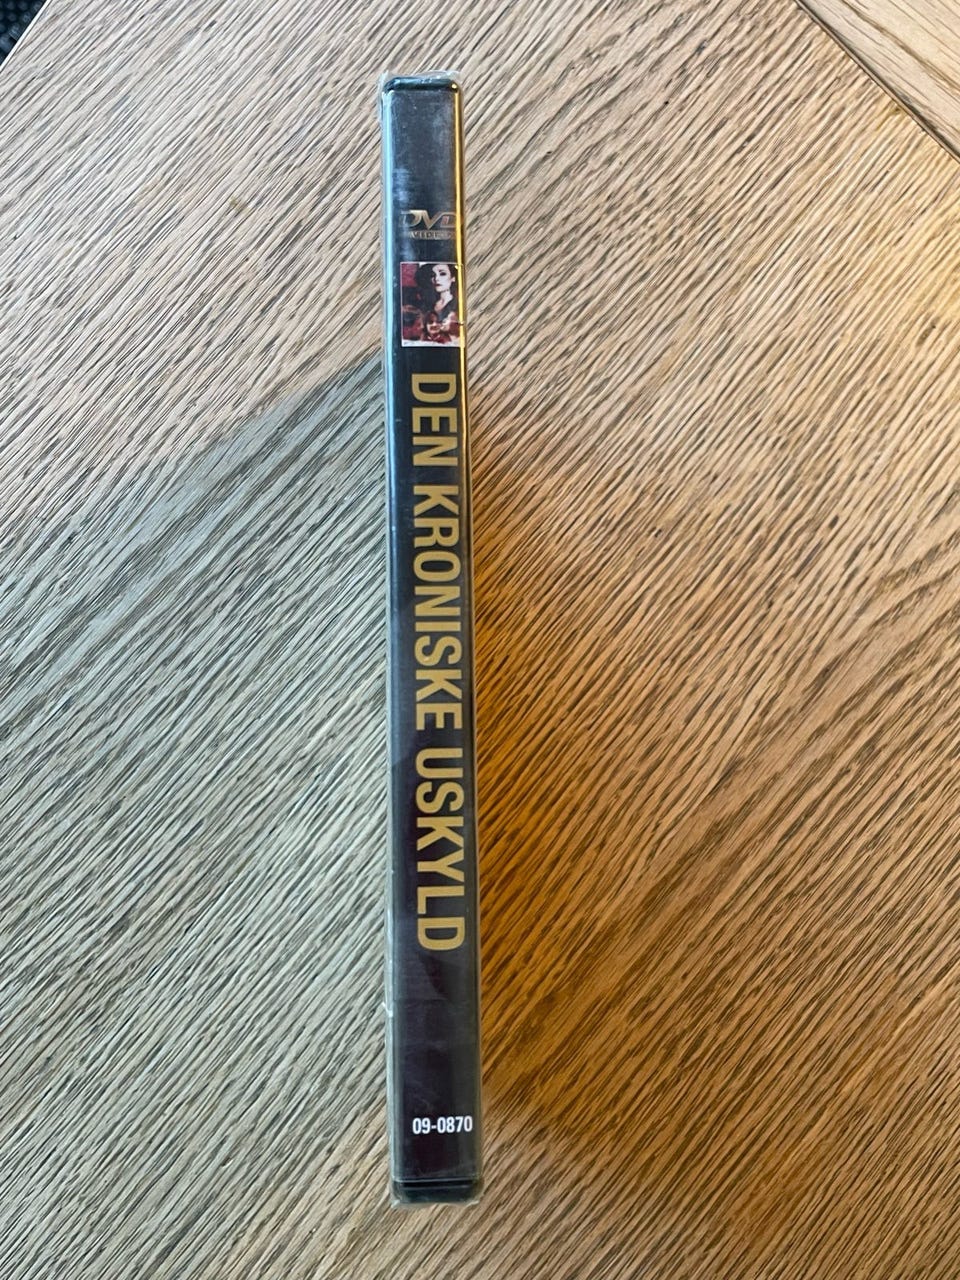 DVD
VIDEO
DEN KRONISKE USKYLD
09-0870